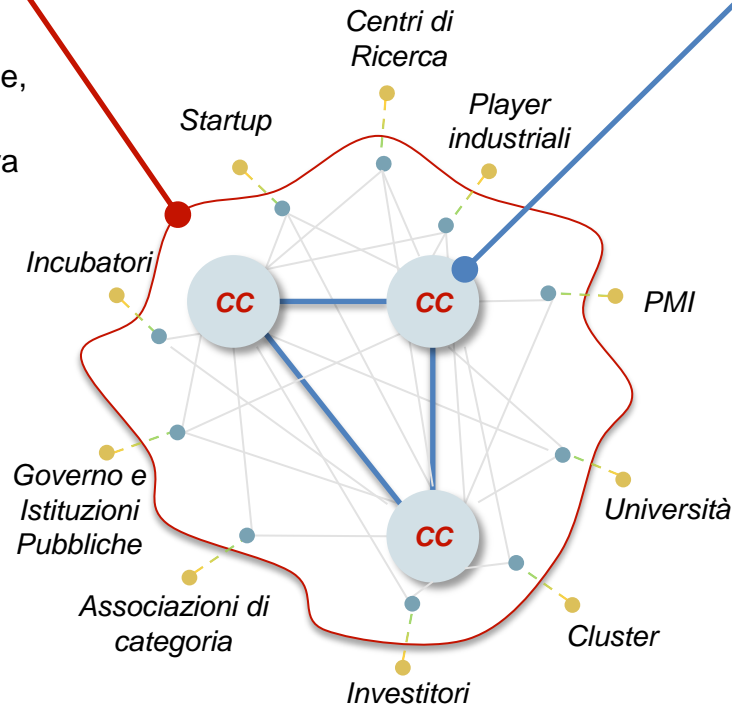 Centri di
Ricerca
e,
Startup
Player
industriali
va
Incubatori
CC
CC
PMI
Governo e
Istituzioni
Pubbliche
Università
CC
Associazioni di
categoria
Cluster
Investitori